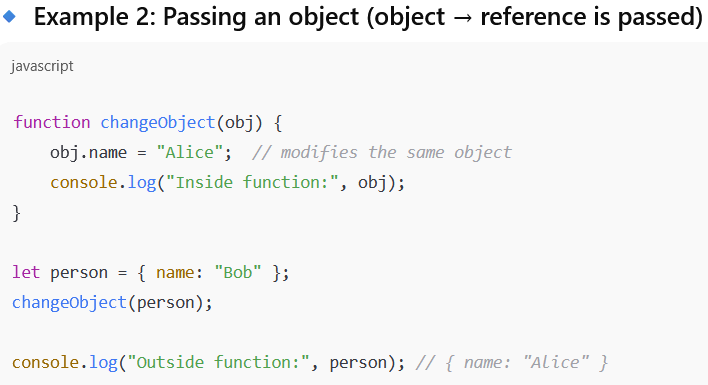 Example 2: Passing an object (object → reference is passed)
javascript
function changeObject(obj) {
    obj.name = "Alice";  // modifies the same object
    console.log("Inside function:", obj);
}
let person = { name: "Bob" };
changeObject(person);
console.log("Outside function:", person); // { name: "Alice" }